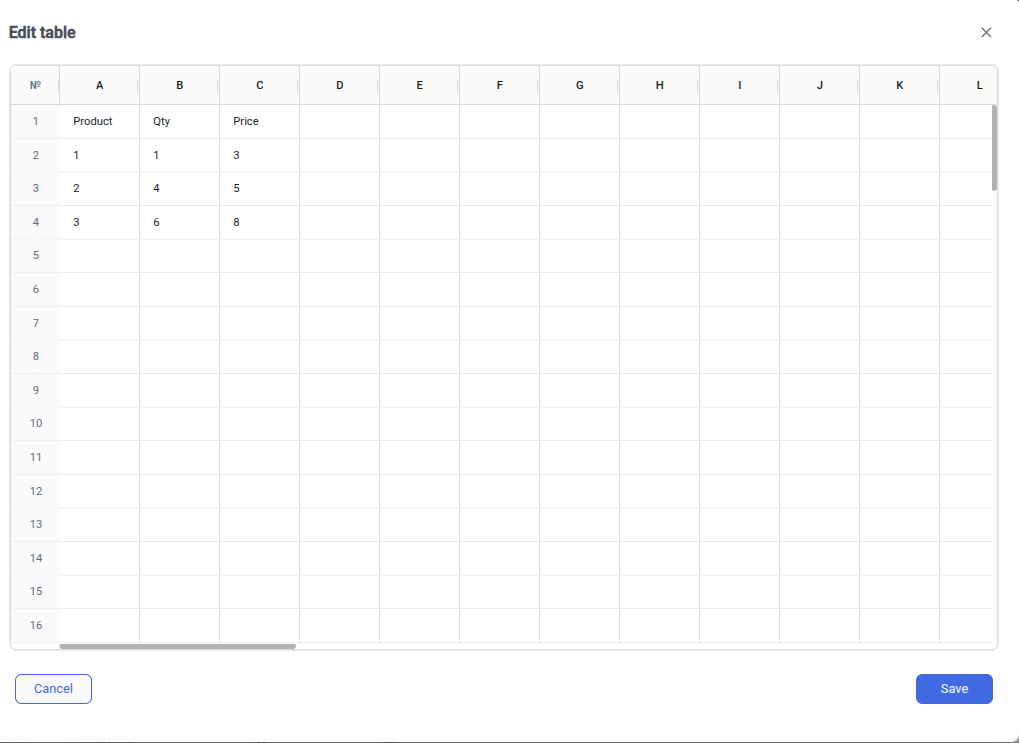 Edit table
№ A B C D E F G H I J K L
1 Product Qty Price
2 1 1 3
3 2 4 5
4 3 6 8
5
6
7
8
9
10
11
12
13
14
15
16
Cancel Save